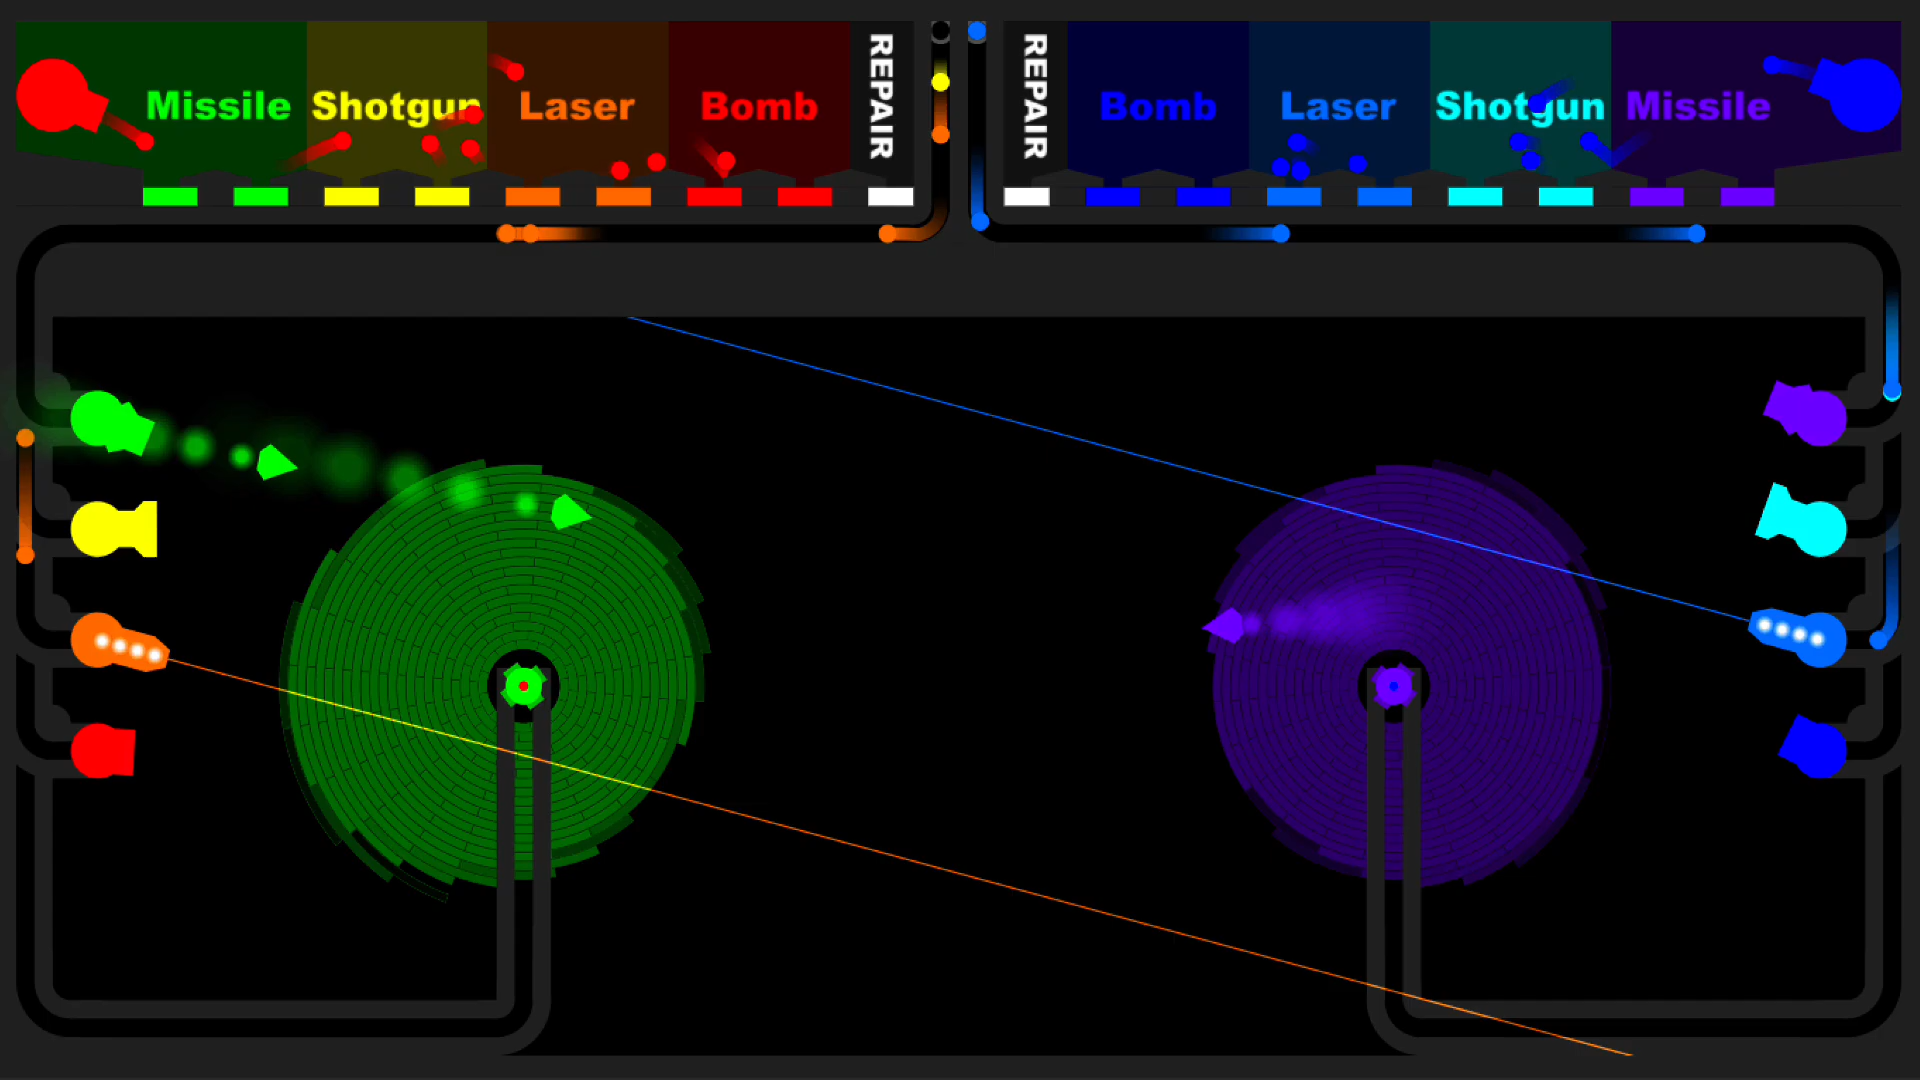 Missile
Shotgun
Laser
Bomb
REPAIR
REPAIR
Bomb
Laser
Shotgun
Missile